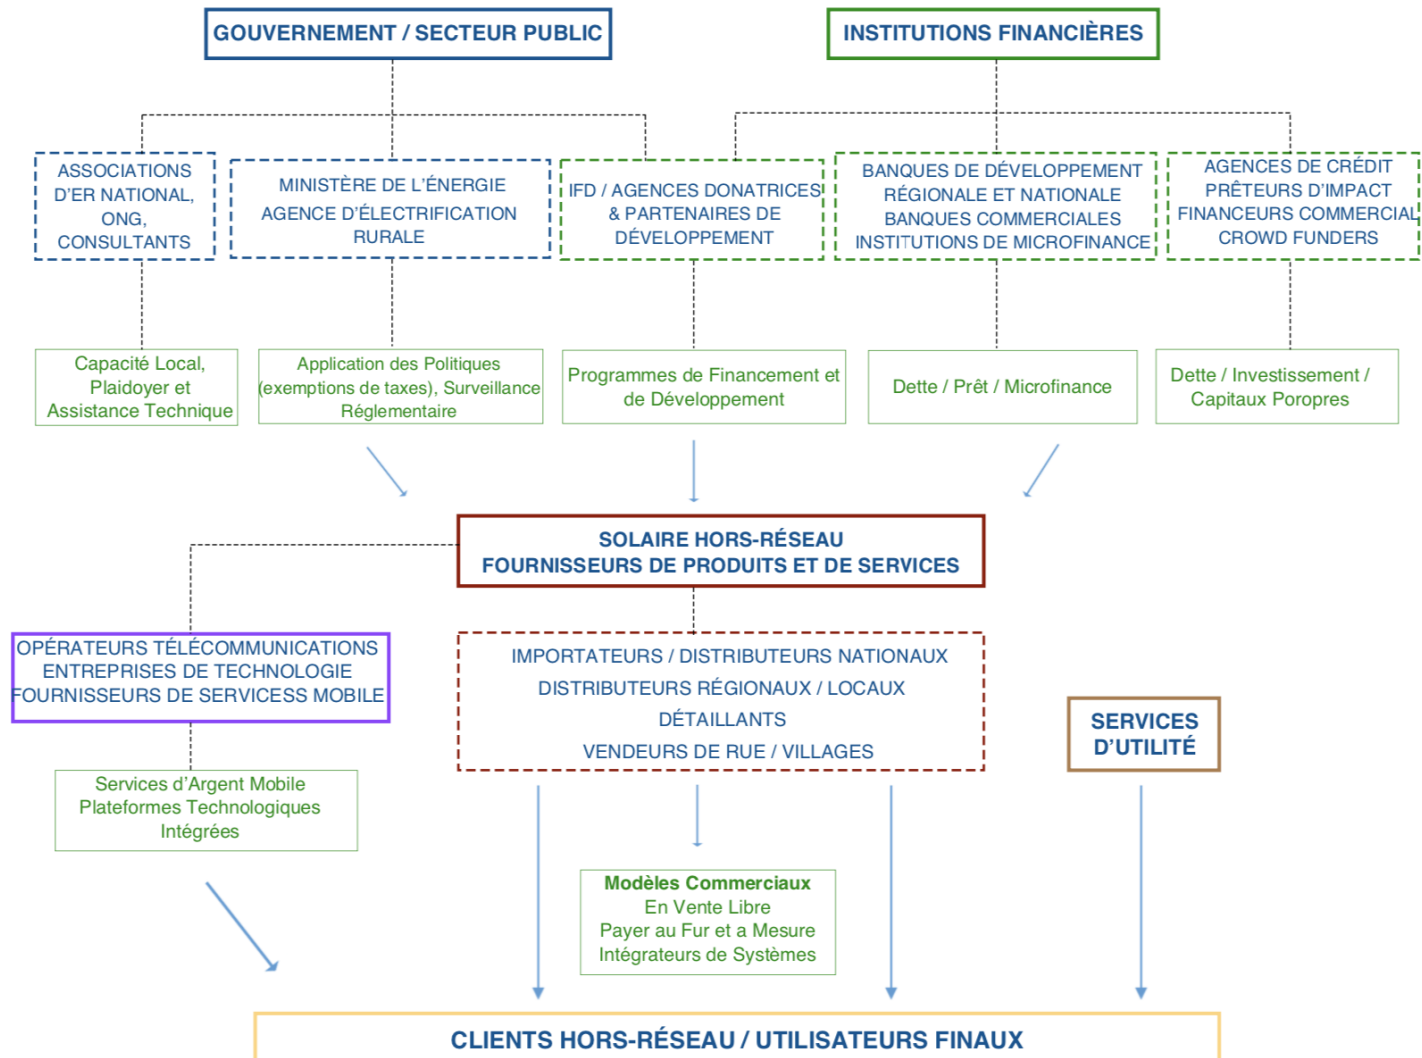 GOUVERNEMENT / SECTEUR PUBLIC
INSTITUTIONS FINANCIÈRES
ASSOCIATIONS
D'ER NATIONAL,
ONG,
CONSULTANTS
MINISTÈRE DE L'ÉNERGIE
AGENCE D'ÉLECTRIFICATION
RURALE
IFD / AGENCES DONATRICES
& PARTENAIRES DE
DÉVELOPPEMENT
BANQUES DE DÉVELOPPEMENT
RÉGIONALE ET NATIONALE
BANQUES COMMERCIALES
INSTITUTIONS DE MICROFINANCE
AGENCES DE CRÉDIT
PRÊTEURS D'IMPACT
FINANCEURS COMMERCIAL
CROWD FUNDERS
Capacité Local,
Plaidoyer et
Assistance Technique
Application des Politiques
(exemptions de taxes), Surveillance
Réglementaire
Programmes de Financement et
de Développement
Dette / Prêt / Microfinance
Dette / Investissement /
Capitaux Poropres
SOLAIRE HORS-RÉSEAU
FOURNISSEURS DE PRODUITS ET DE SERVICES
OPÉRATEURS TÉLÉCOMMUNICATIONS
ENTREPRISES DE TECHNOLOGIE
FOURNISSEURS DE SERVICESS MOBILE
IMPORTATEURS / DISTRIBUTEURS NATIONAUX
DISTRIBUTEURS RÉGIONAUX / LOCAUX
DÉTAILLANTS
VENDEURS DE RUE / VILLAGES
SERVICES
D'UTILITÉ
Services d'Argent Mobile
Plateformes Technologiques
Intégrées
Modèles Commerciaux
En Vente Libre
Payer au Fur et a Mesure
Intégrateurs de Systèmes
CLIENTS HORS-RÉSEAU / UTILISATEURS FINAUX